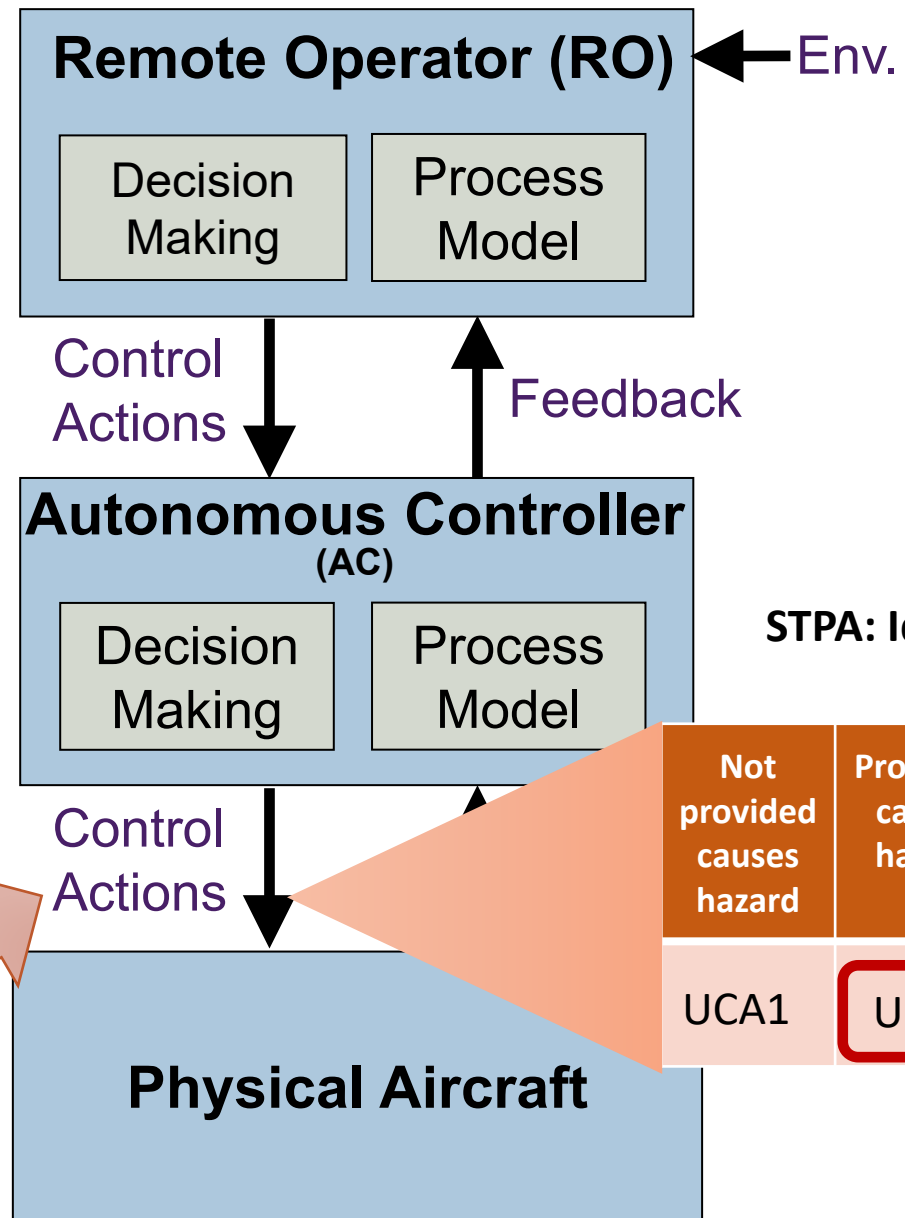 Remote Operator (RO)
Env.
Decision
Making
Process
Model
Control
Actions
Feedback
Autonomous Controller
(AC)
Decision
Making
Process
Model
STPA:
Control
Actions
Not
provided
causes
hazard
UCA1
Physical Aircraft